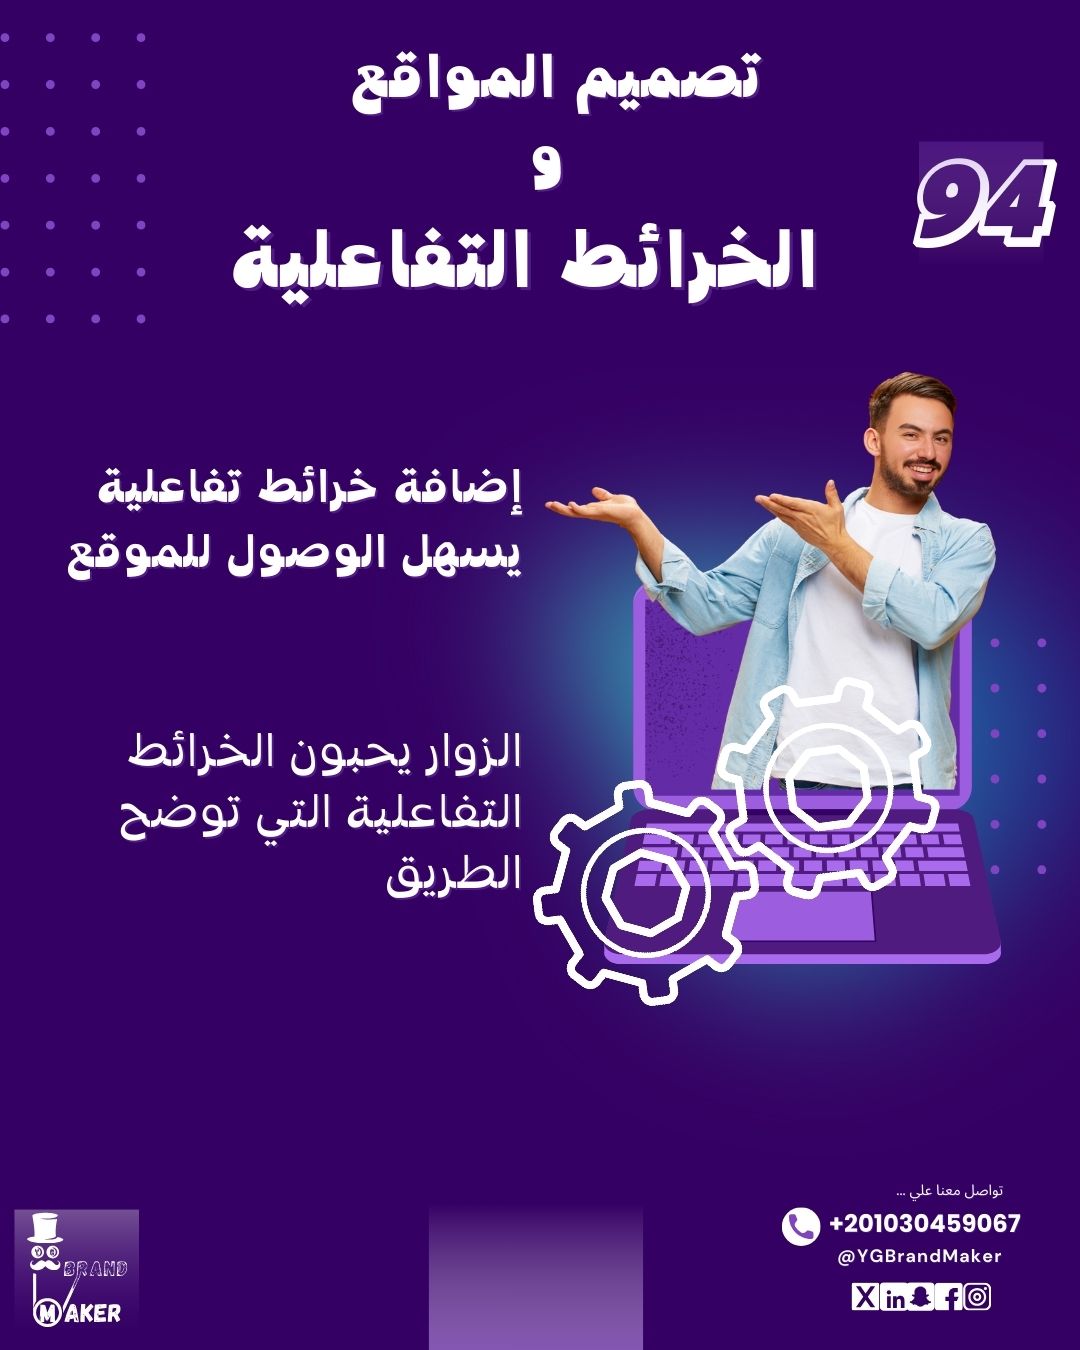 تصميم المواقع
و
الخرائط التفاعلية
94
إضافة خرائط تفاعلية
يسهل الوصول للموقع
الزوار يحبون الخرائط
التفاعلية التي توضح
الطريق
تواصل معنا علي ...
+201030459067
@YGBrandMaker
BRAND
MAKER